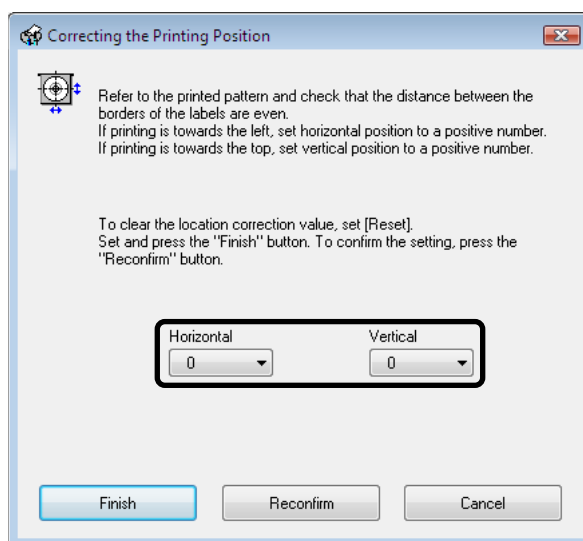 Correcting the Printing Position
Refer to the printed pattern and check that the distance between the
borders of the labels are even.
If printing is towards the left, set horizontal position to a positive number.
If printing is towards the top, set vertical position to a positive number.
To clear the location correction value, set [Reset].
Set and press the "Finish" button. To confirm the setting, press the
"Reconfirm" button.
Horizontal Vertical
0 0
Finish Reconfirm Cancel